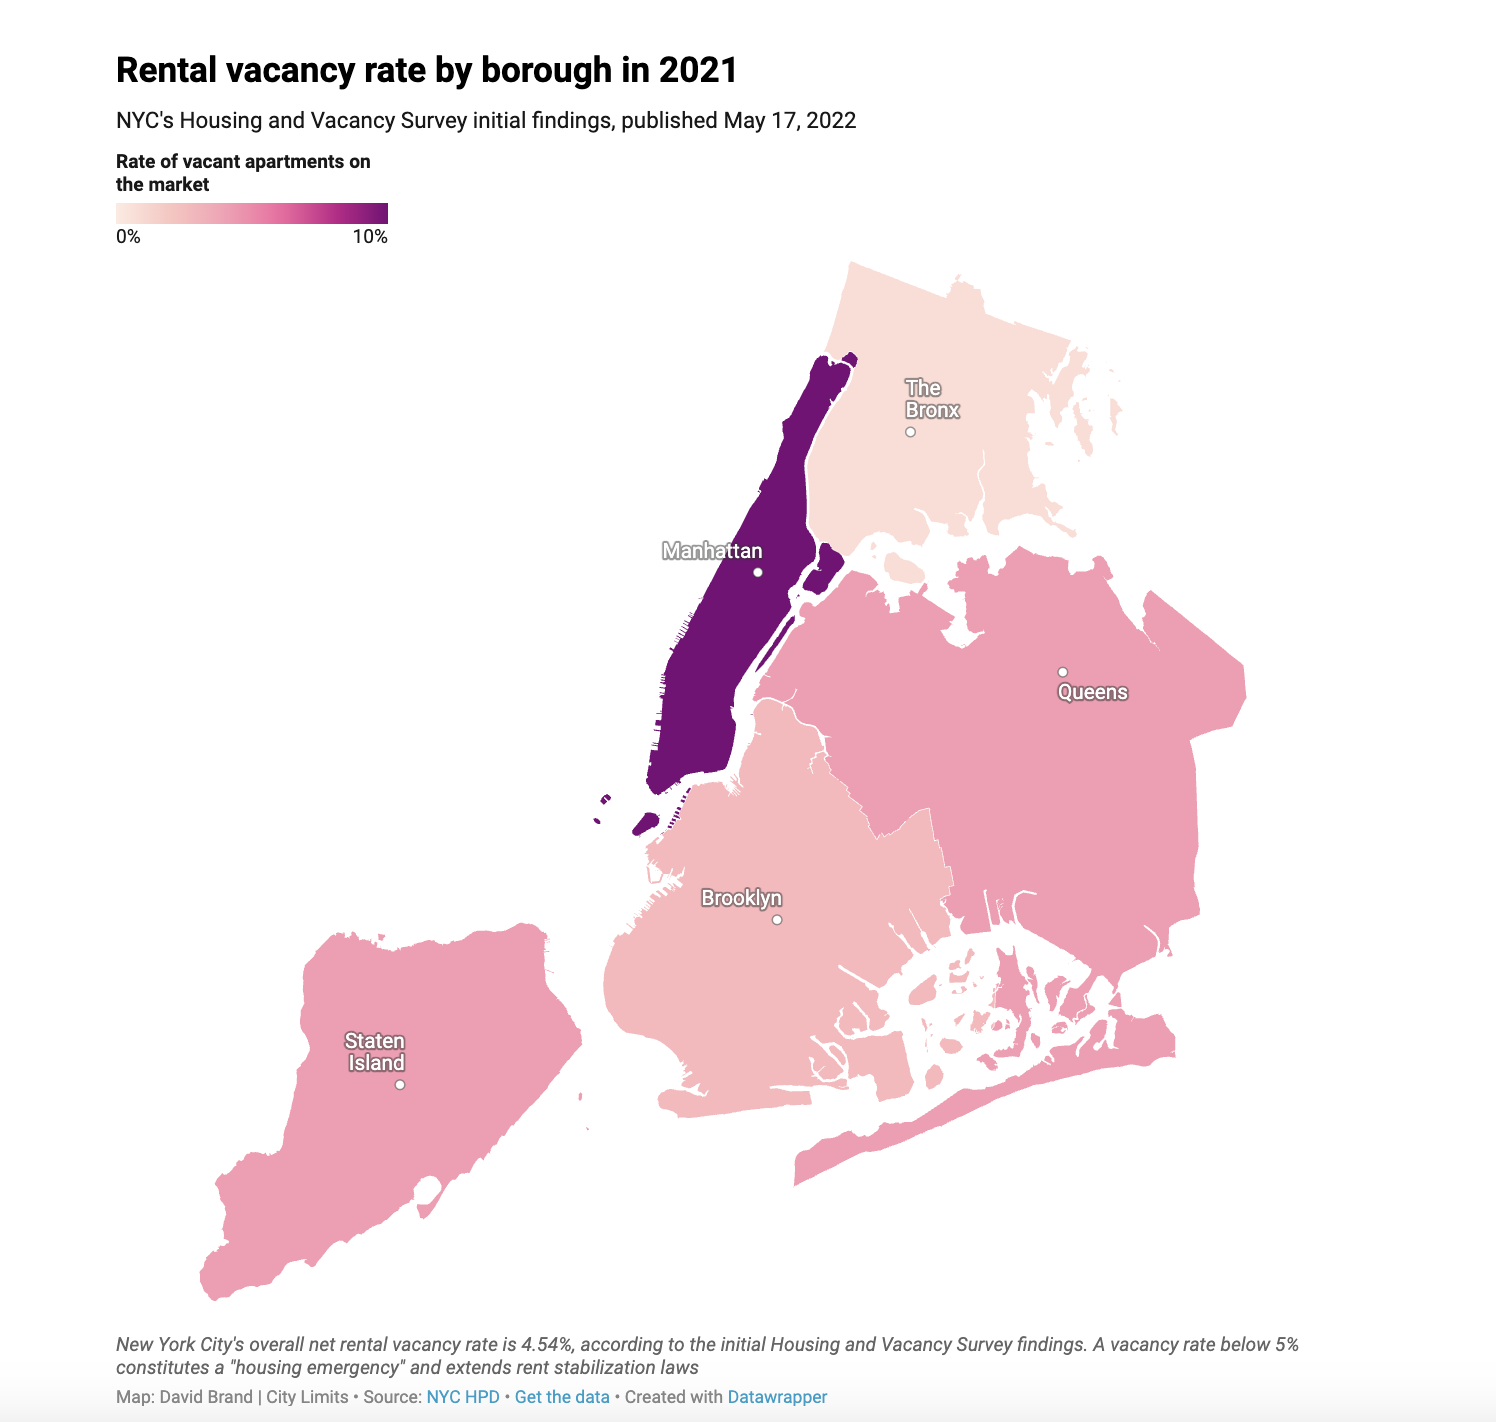 Rental vacancy rate by borough in 2021
NYC's Housing and Vacancy Survey initial findings, published May 17, 2022
Rate of vacant apartments on
the market
0%
10%
The
Bronx
Manhattan
Queens
Brooklyn
Staten
Island
New York City's overall net rental vacancy rate is 4.54%, according to the initial Housing and Vacancy Survey findings. A vacancy rate below 5%
constitutes a "housing emergency" and extends rent stabilization laws
Map: David Brand | City Limits • Source: NYC HPD • Get the data • Created with Datawrapper